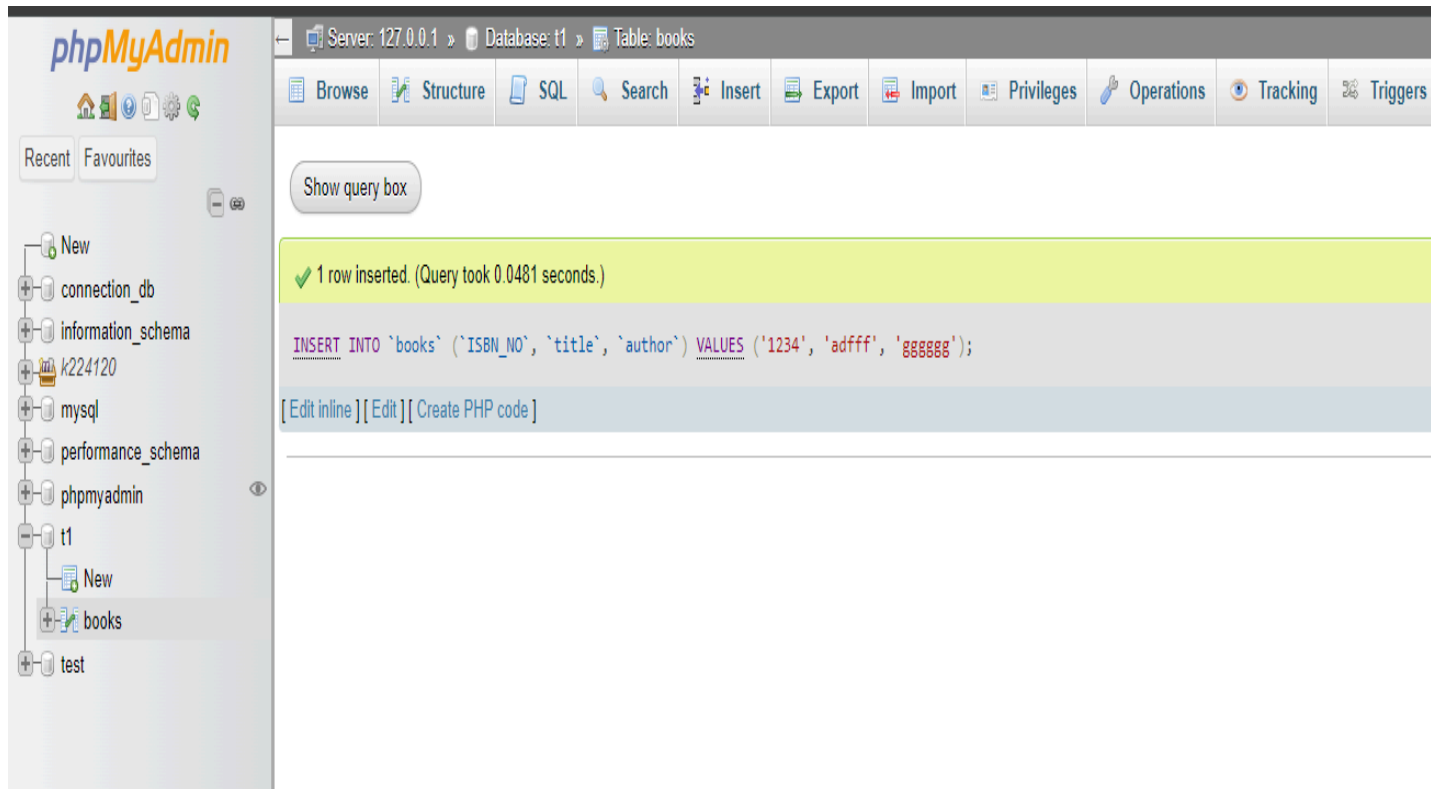 phpMyAdmin
Recent Favourites
New
connection_db
information_schema
k224120
mysql
performance_schema
phpmyadmin
t1
New
books
test
Server: 127.0.0.1 » Database: t1 » Table: books
Browse Structure SQL Search Insert Export Import Privileges Operations Tracking Triggers
Show query box
1 row inserted. (Query took 0.0481 seconds.)
INSERT INTO `books` (`ISBN_NO`, `title`, `author`) VALUES ('1234', 'adfff', 'gggggg');
[ Edit inline ] [ Edit ] [ Create PHP code ]